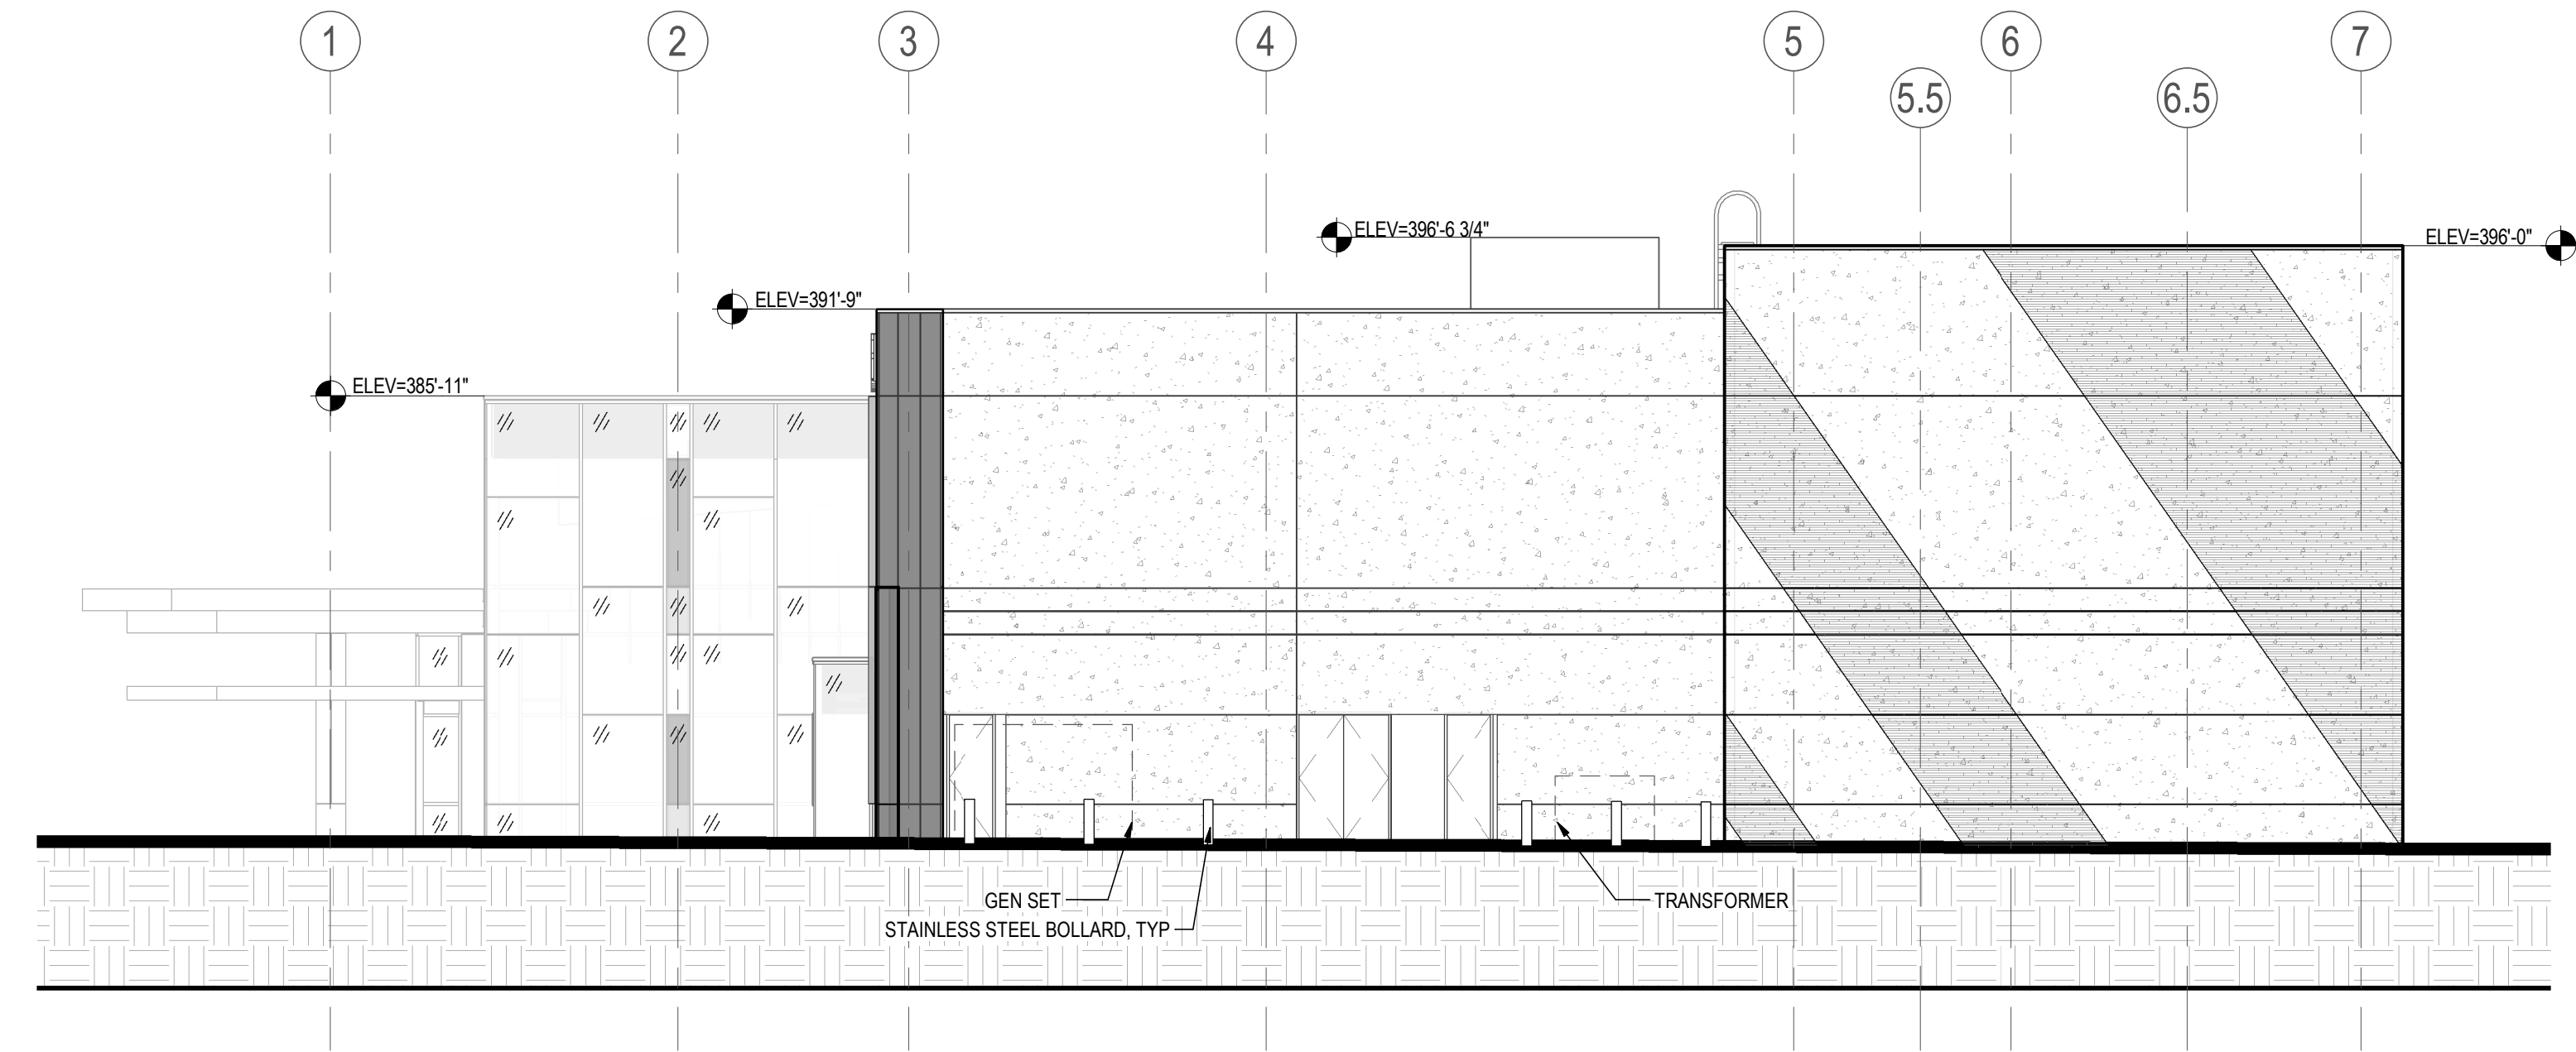 1
2
3
4
5
6
7
5.5
6.5
ELEV=396'-6 3/4"
ELEV=396'-0"
ELEV=391'-9"
ELEV=385'-11"
GEN SET
TRANSFORMER
STAINLESS STEEL BOLLARD, TYP